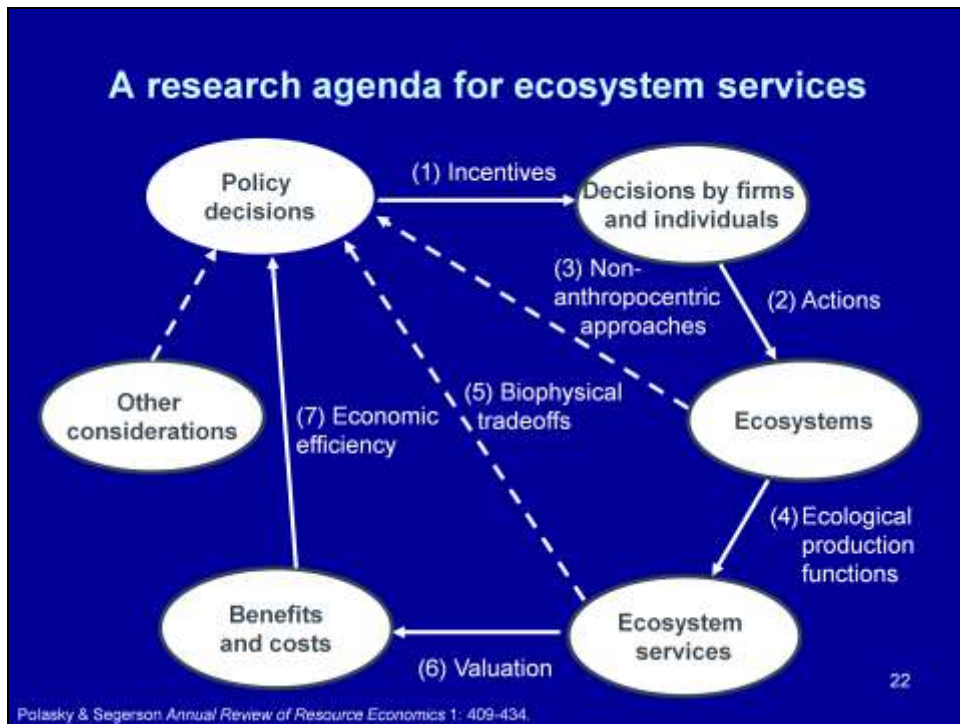 A research agenda for ecosystem services
Policy
decisions
(1) Incentives
Decisions by firms
and individuals
(3) Non-
anthropocentric
approaches
(2) Actions
Other
considerations
(7) Economic
efficiency
(5) Biophysical
tradeoffs
Ecosystems
(4) Ecological
production
functions
Benefits
and costs
(6) Valuation
Ecosystem
services
22
Polasky & Segerson Annual Review of Resource Economics 1: 409-434.